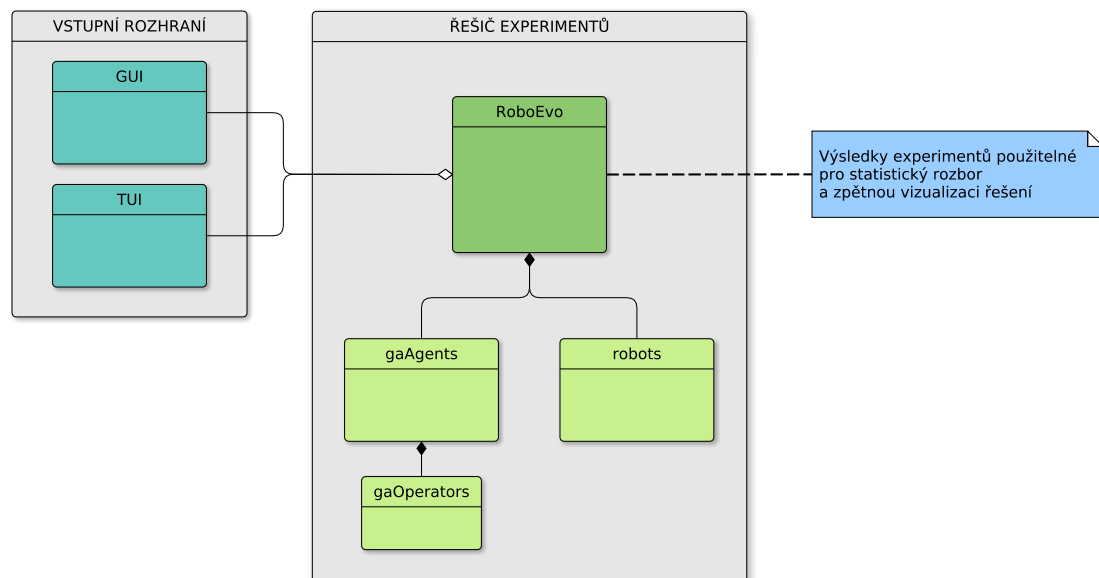 VSTUPNÍ ROZHRANÍ
GUI
TUI
ŘEŠIČ EXPERIMENTŮ
RoboEvo
gaAgents
robots
gaOperators
Výsledky experimentů použitelné
pro statistický rozbor
a zpětnou vizualizaci řešení